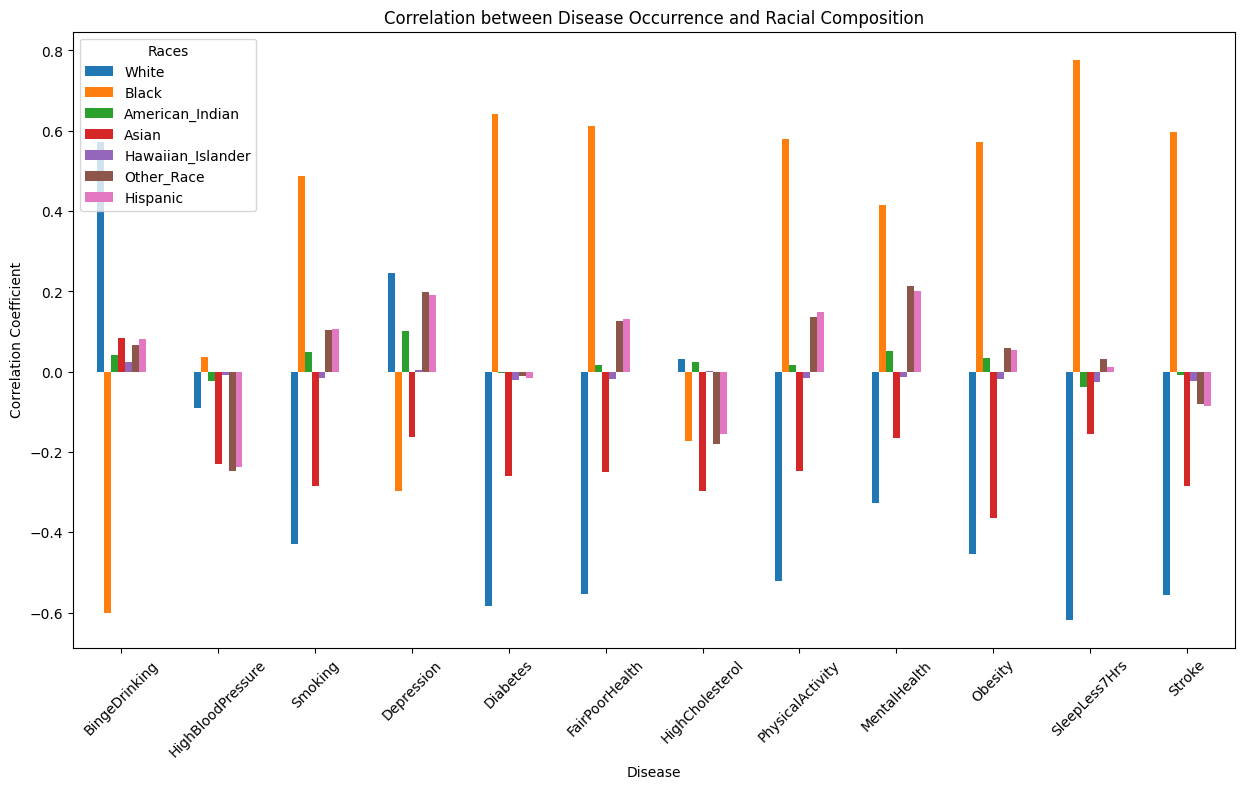 Correlation between Disease Occurrence and Racial Composition
Races
White
Black
American_Indian
Asian
Hawaiian_Islander
Other_Race
Hispanic
Correlation Coefficient
0.8
0.6
0.4
0.2
0.0
−0.2
−0.4
−0.6
BingeDrinking
HighBloodPressure
Smoking
Depression
Diabetes
FairPoorHealth
HighCholesterol
PhysicalActivity
MentalHealth
Obesity
SleepLess7Hrs
Stroke
Disease